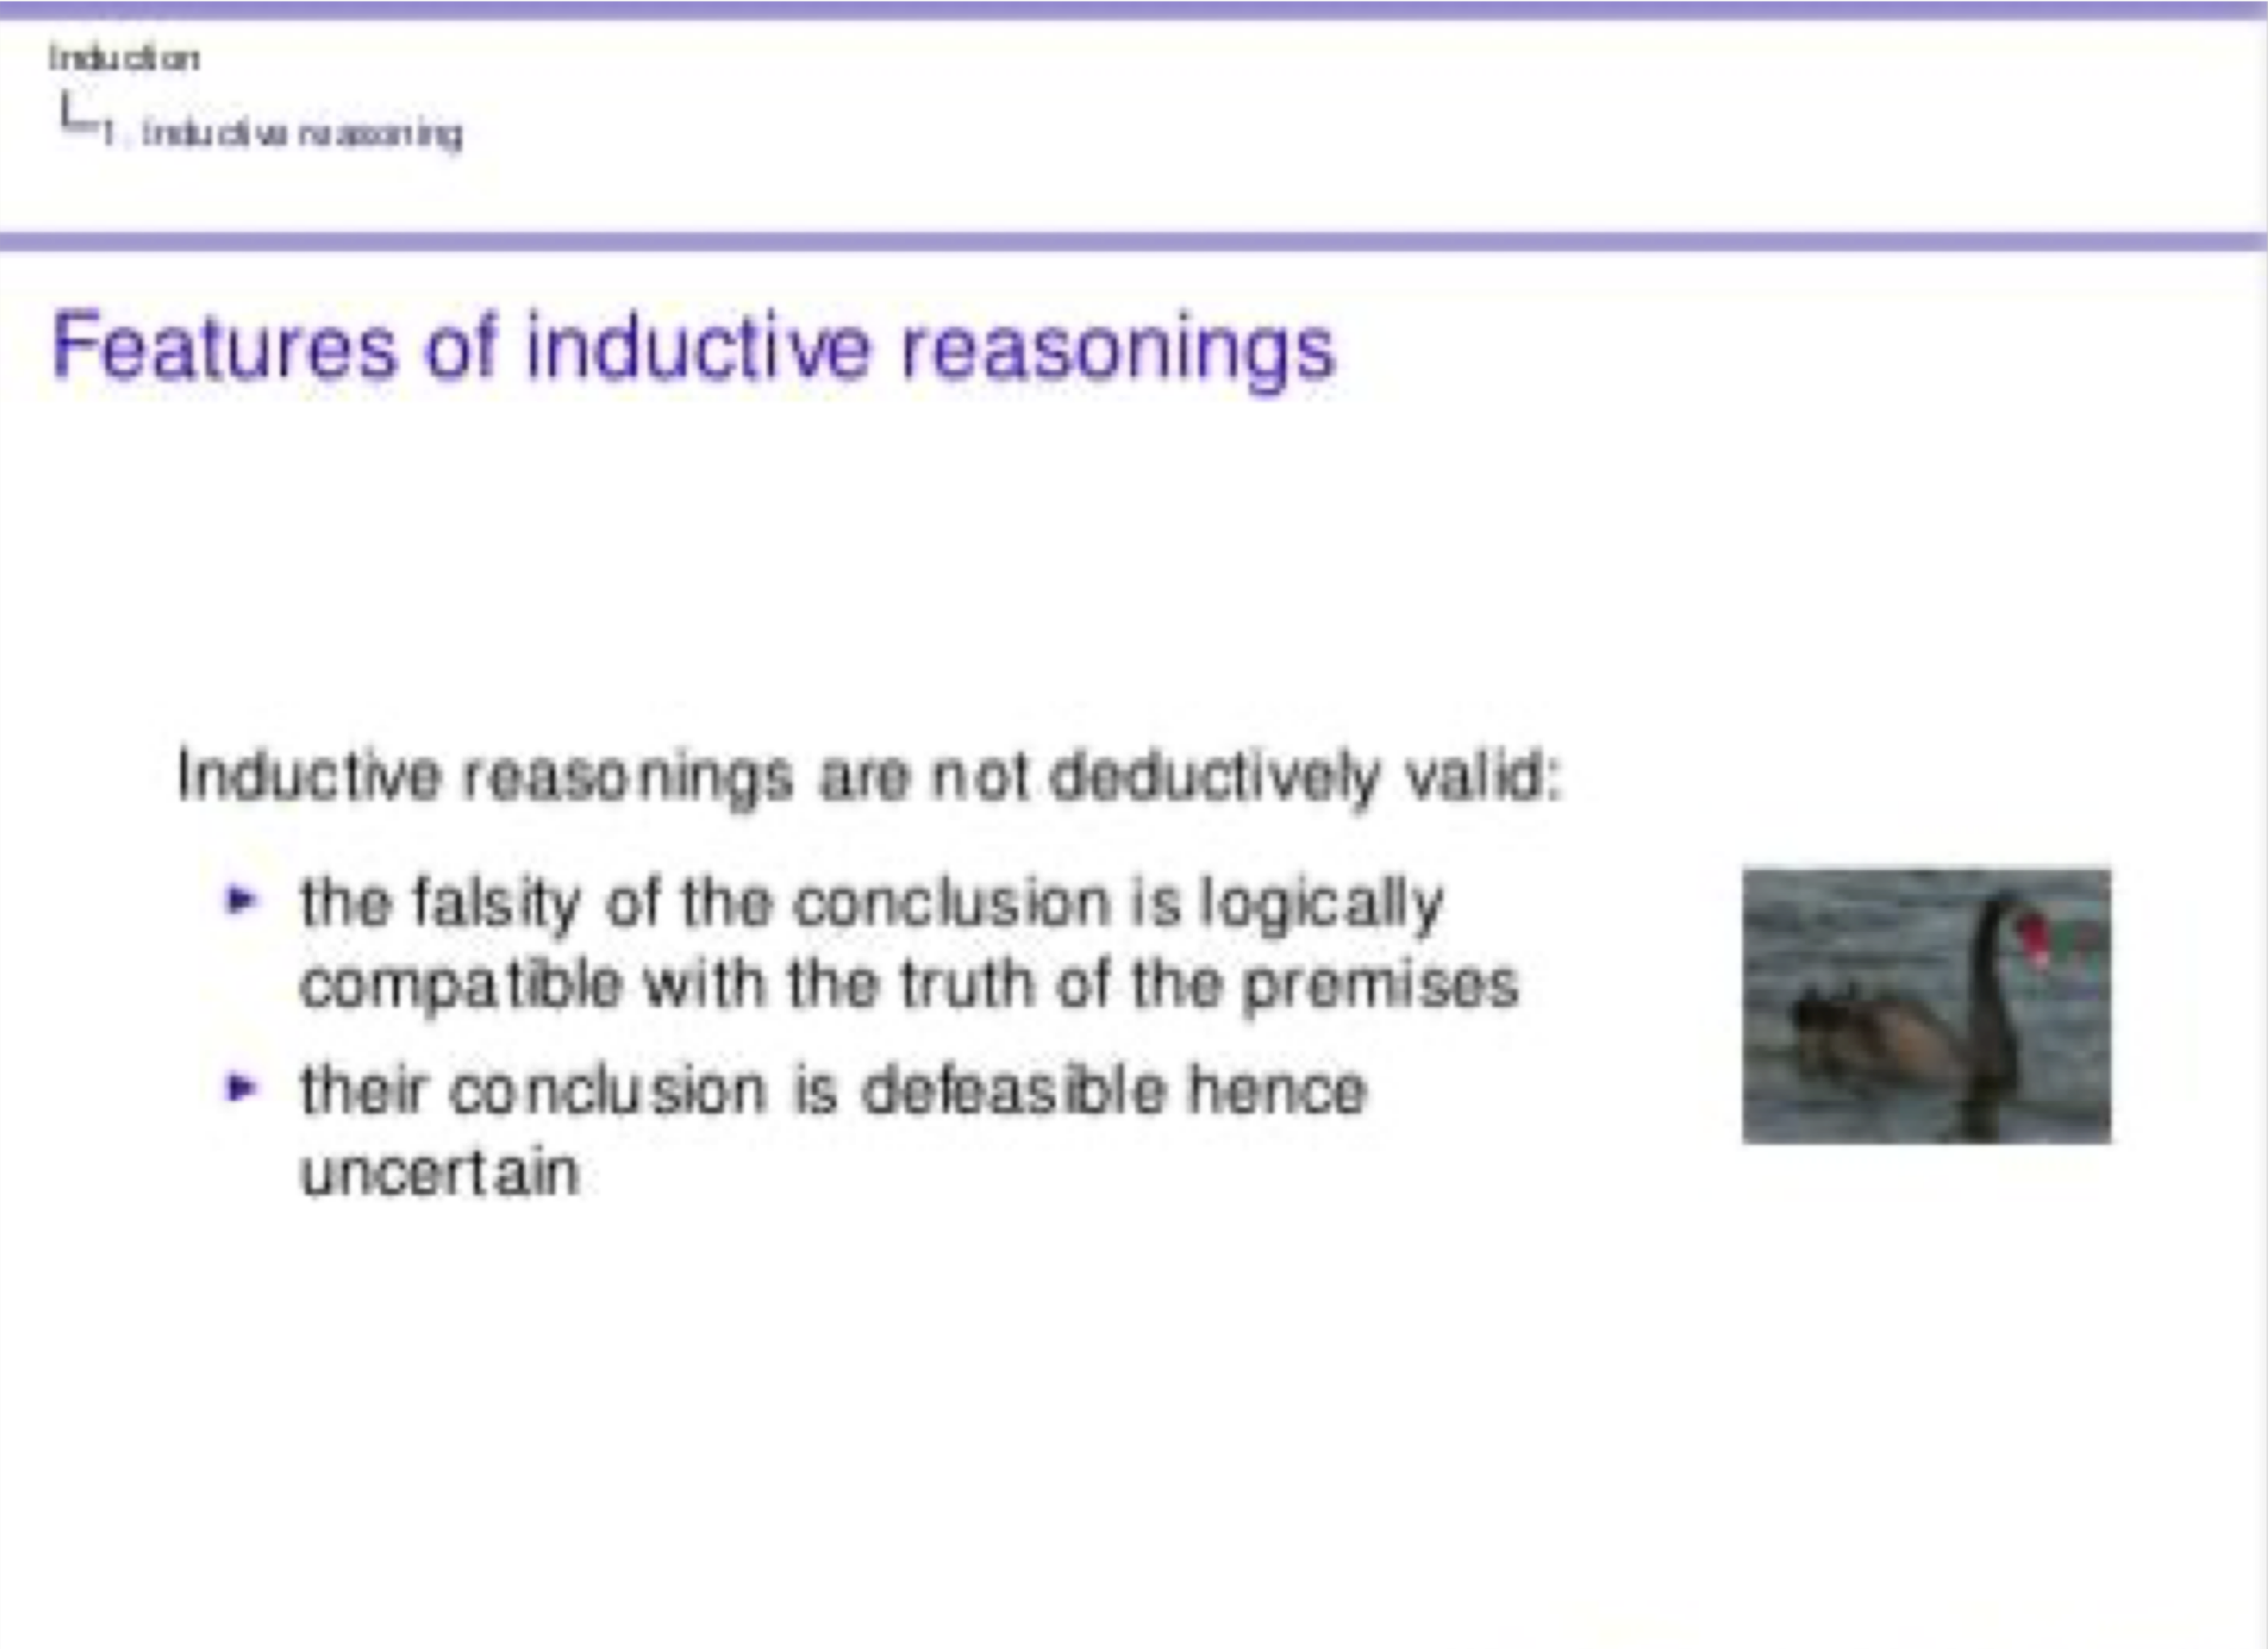 Induction
1. Inductive reasoning
Features of inductive reasonings
Inductive reasonings are not deductively valid:
► the falsity of the conclusion is logically
compatible with the truth of the premises
► their conclusion is defeasible hence
uncertain